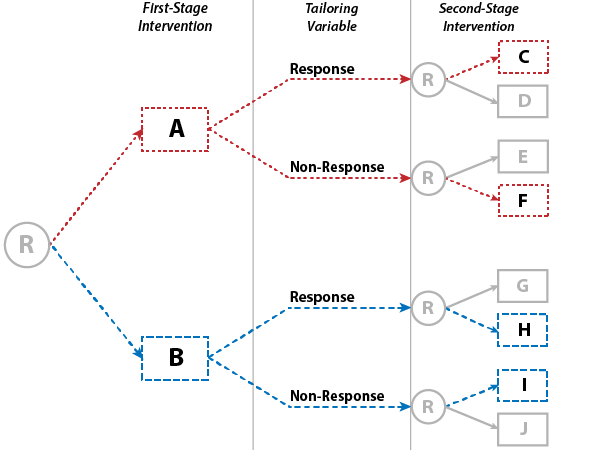 First-Stage
Intervention
Tailoring
Variable
Second-Stage
Intervention
Response
R
C
D
A
Non-Response
R
E
F
R
Response
R
G
H
B
Non-Response
R
I
J